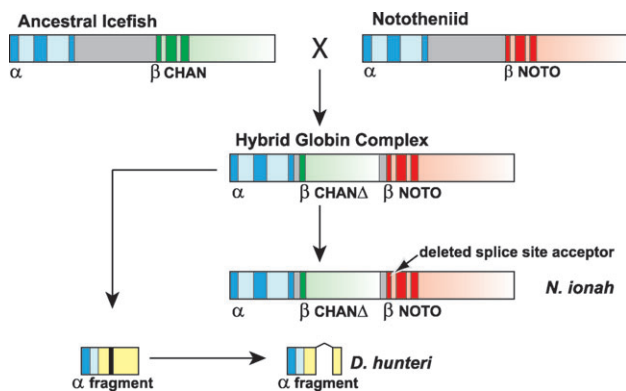 Ancestral Icefish
Nototheniid
α
β CHAN
X
α
β NOTO
Hybrid Globin Complex
α
β CHANΔ
β NOTO
deleted splice site acceptor
α
β CHANΔ
β NOTO
N. ionah
α fragment
α fragment
D. hunteri